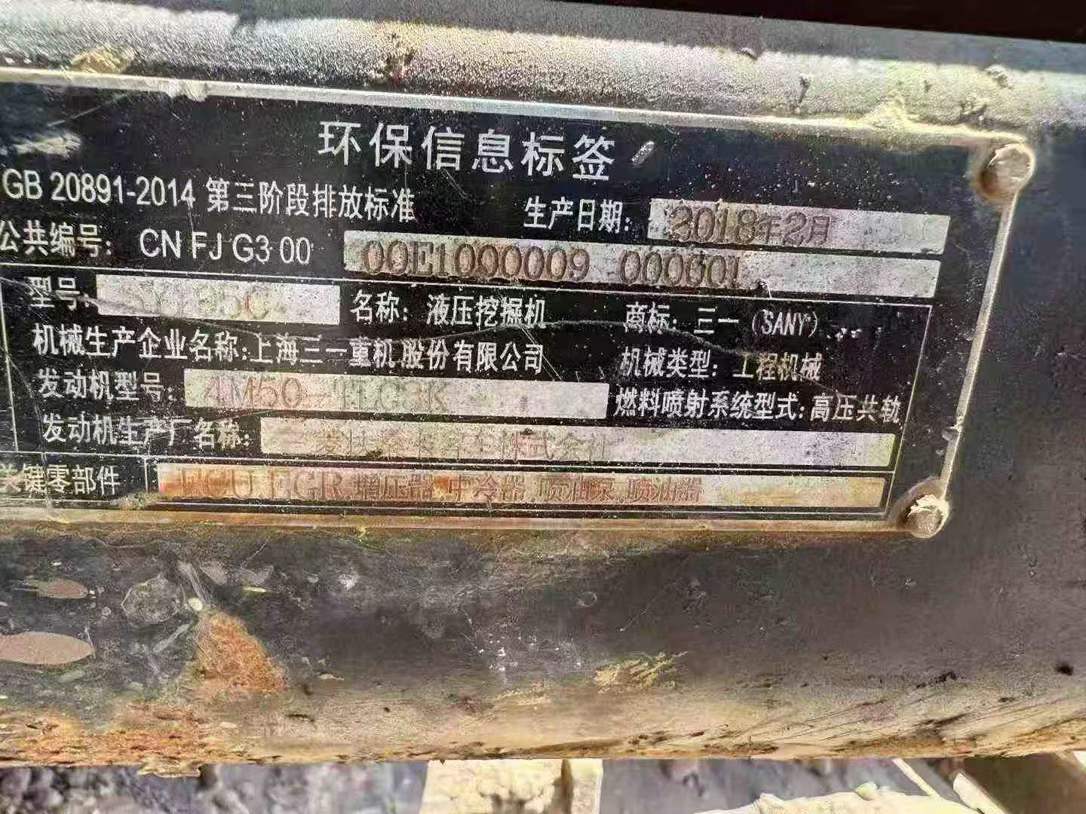 环保信息标签
GB 20891-2014 第三阶段排放标准 生产日期: 2018年2月
公共编号: CN FJ G3 00 00E1000009 000001
型号: 名称: 液压挖掘机 商标: 三一 (SANY)
机械生产企业名称:上海三一重机股份有限公司 机械类型: 工程机械
发动机型号: 4M50 燃料喷射系统型式: 高压共轨
发动机生产厂名称: 株式会社
关键零部件 ECU EGR 增压器 中冷器 喷油泵 喷油器